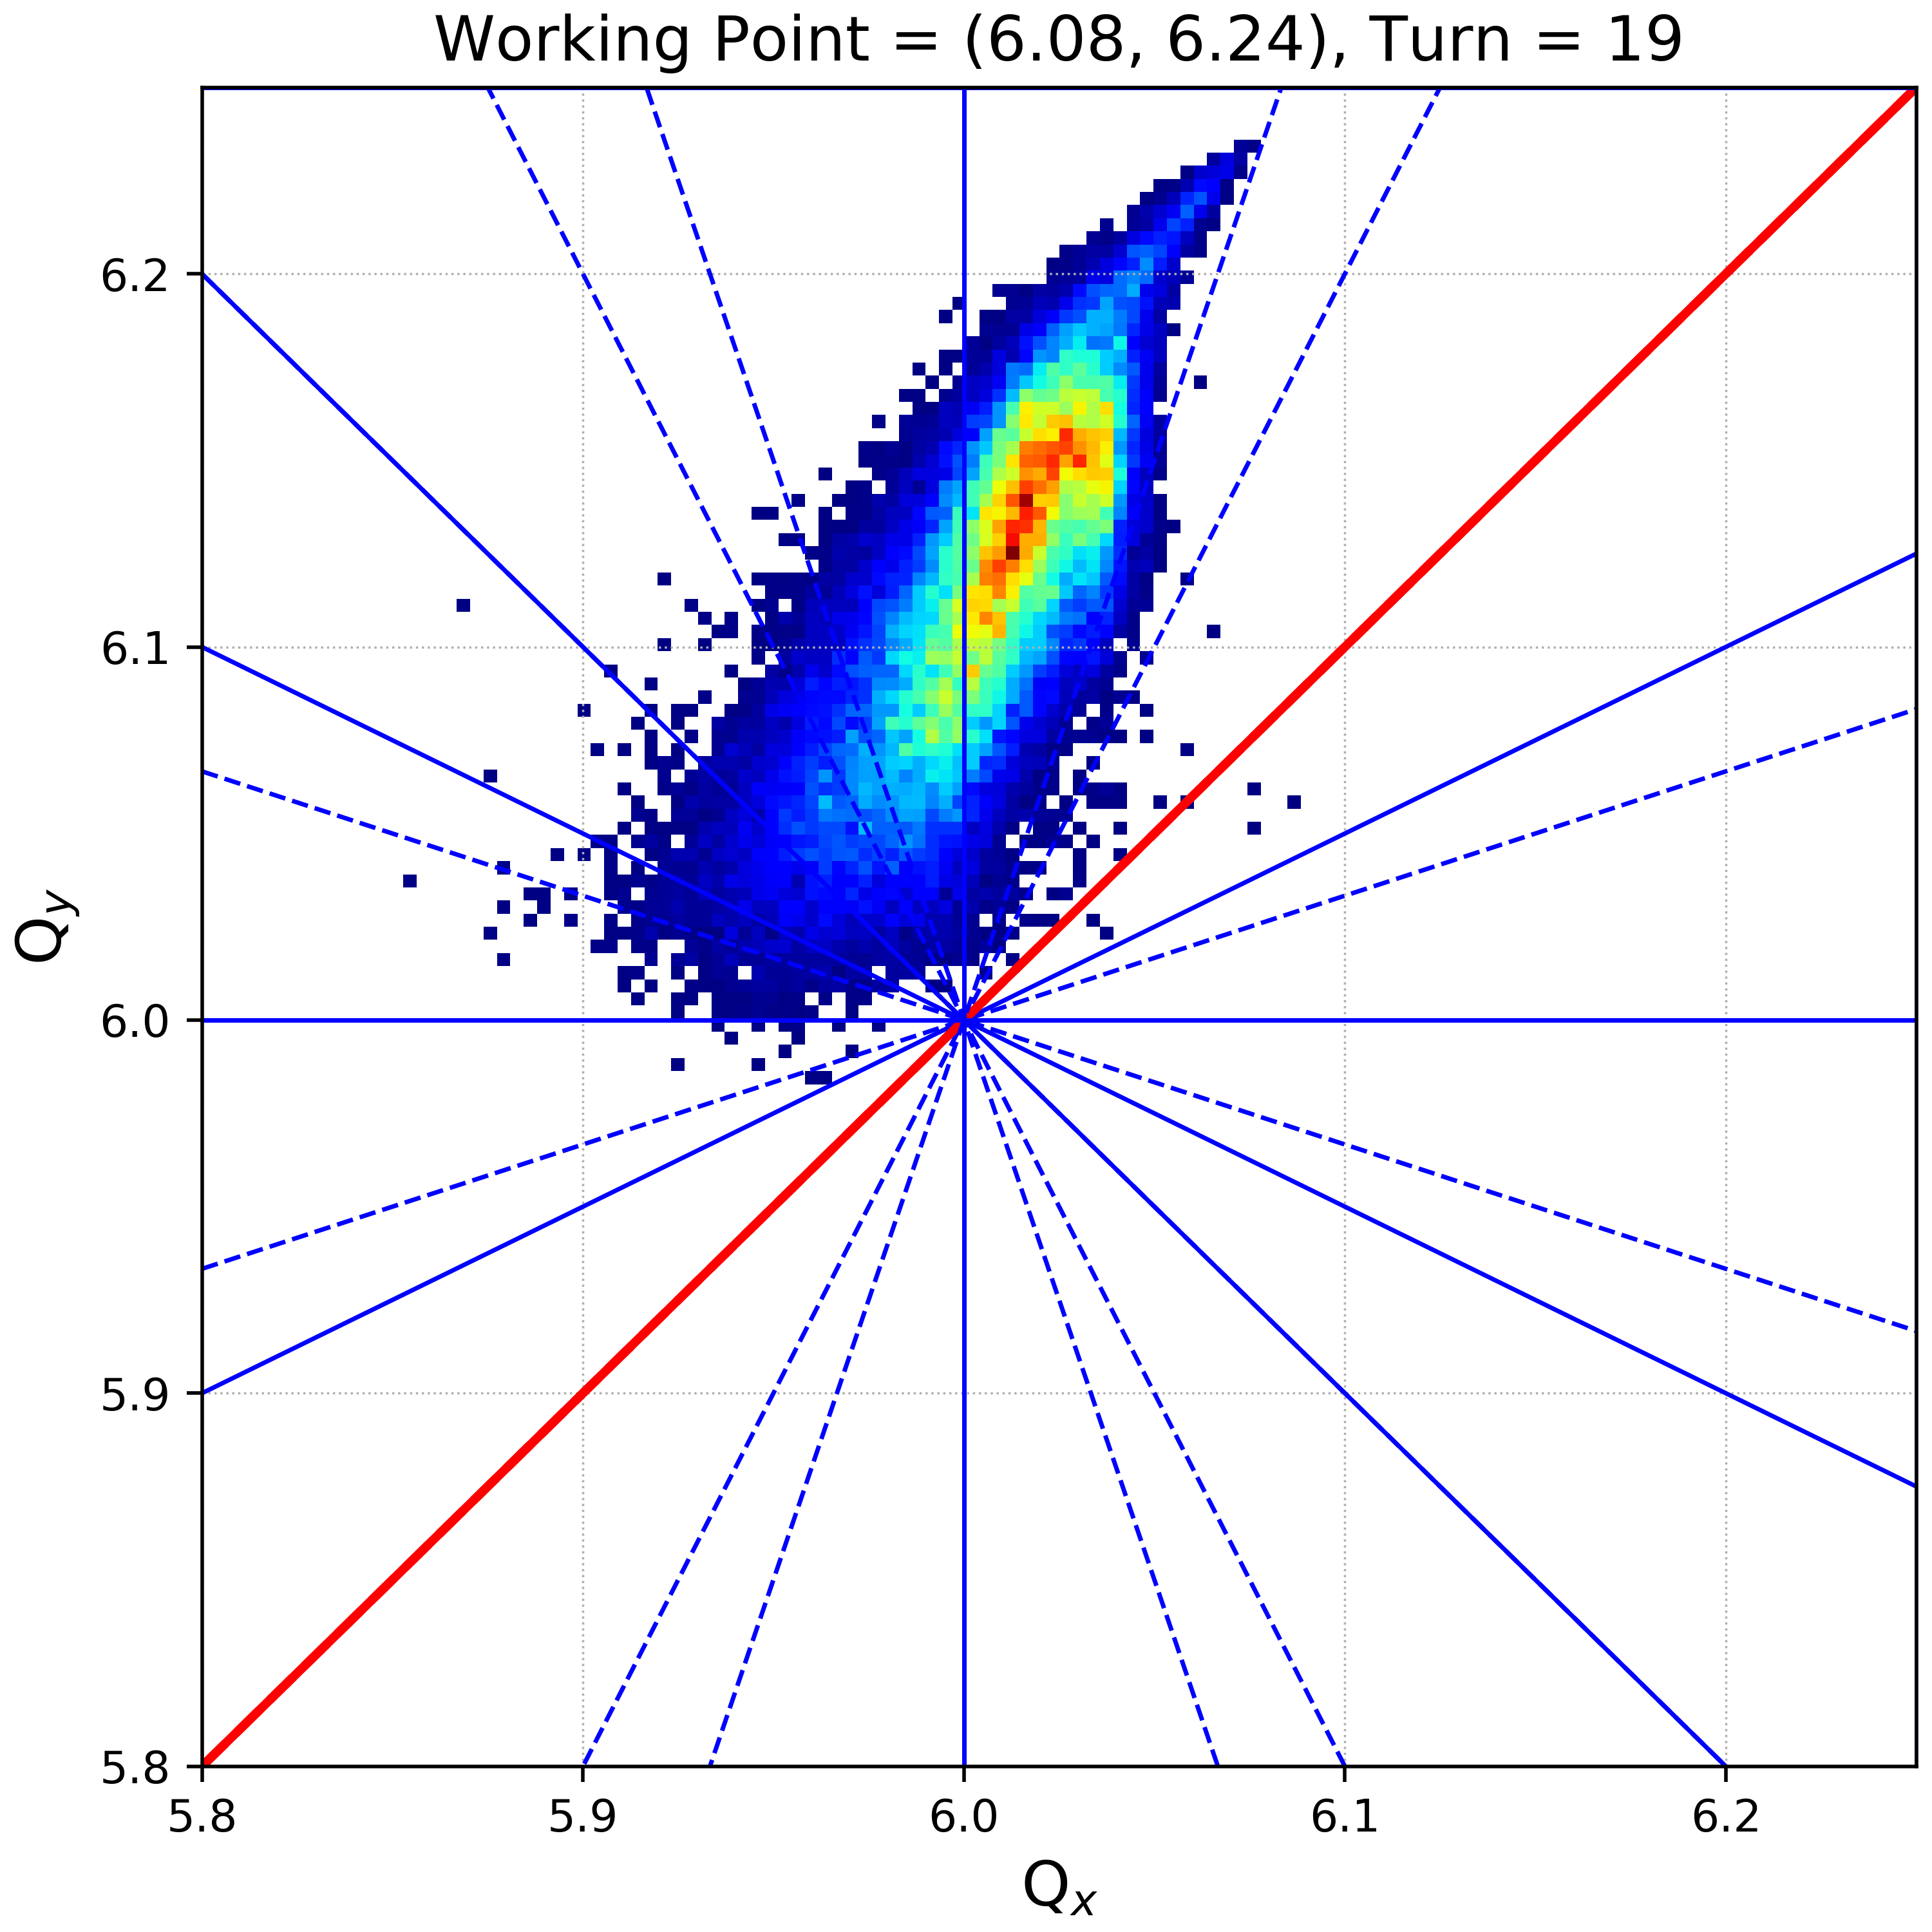 Working Point = (6.08, 6.24), Turn = 19
6.2
6.1
6.0
5.9
5.8
Qy
5.8 5.9 6.0 6.1 6.2
Qx